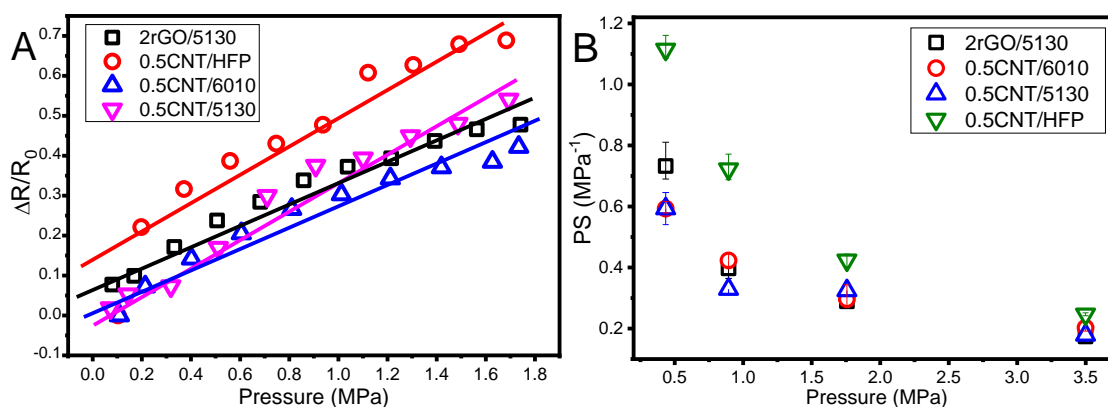 A
2rGO/5130
0.5CNT/HFP
0.5CNT/6010
0.5CNT/5130
ΔR/R0
0.7
0.6
0.5
0.4
0.3
0.2
0.1
0.0
-0.1
0.0 0.2 0.4 0.6 0.8 1.0 1.2 1.4 1.6 1.8
Pressure (MPa)
B
2rGO/5130
0.5CNT/6010
0.5CNT/5130
0.5CNT/HFP
PS (MPa-1)
1.2
1.0
0.8
0.6
0.4
0.2
0.5 1.0 1.5 2.0 2.5 3.0 3.5
Pressure (MPa)